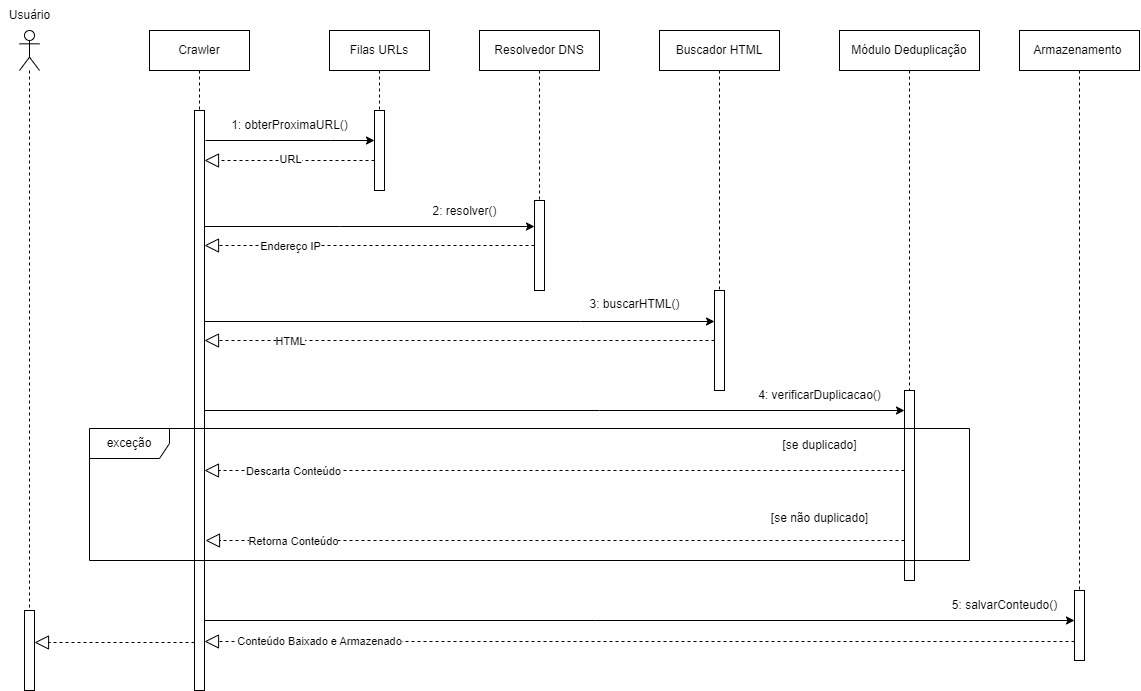 Usuário
Crawler
Filas URLs
Resolvedor DNS
Buscador HTML
Módulo Deduplicação
Armazenamento
1: obterProximaURL()
URL
2: resolver()
Endereço IP
3: buscarHTML()
HTML
4: verificarDuplicacao()
exceção
[se duplicado]
Descarta Conteúdo
[se não duplicado]
Retorna Conteúdo
5: salvarConteudo()
Conteúdo Baixado e Armazenado